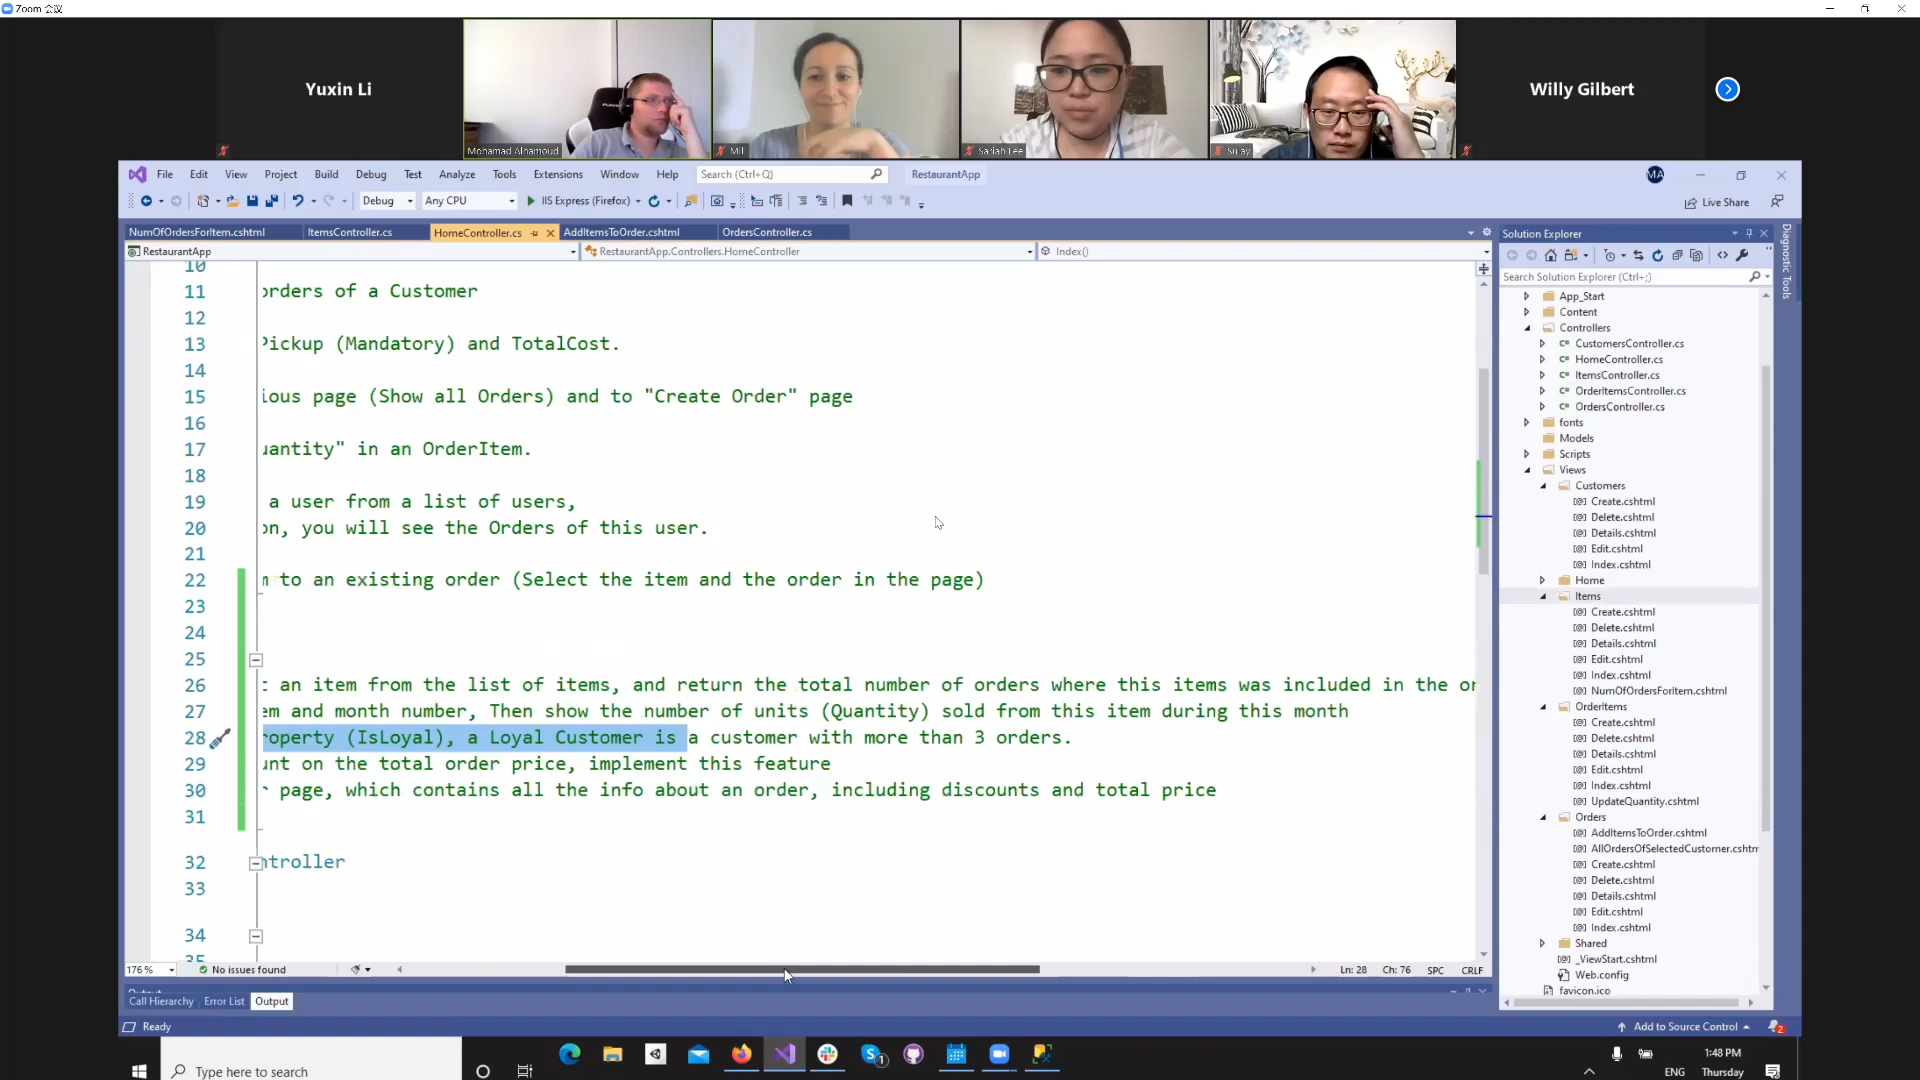 Zoom 会议
Yuxin Li
Willy Gilbert
Mohamad Alhamoud
Mil
Sariah Lee
File Edit View Project Build Debug Test Analyze Tools Extensions Window Help Search (Ctrl+Q) RestaurantApp
MA
Debug Any CPU IIS Express (Firefox) Live Share
NumOfOrdersForItem.cshtml ItemsController.cs HomeController.cs AddItemsToOrder.cshtml OrdersController.cs
RestaurantApp RestaurantApp.Controllers.HomeController Index()
10
11 orders of a Customer
12
13 Pickup (Mandatory) and TotalCost.
14
15 ious page (Show all Orders) and to "Create Order" page
16
17 uantity" in an OrderItem.
18
19 a user from a list of users,
20 on, you will see the Orders of this user.
21
22 m to an existing order (Select the item and the order in the page)
23
24
25
26 t an item from the list of items, and return the total number of orders where this items was included in the or
27 em and month number, Then show the number of units (Quantity) sold from this item during this month
28 roperty (IsLoyal), a Loyal Customer is a customer with more than 3 orders.
29 unt on the total order price, implement this feature
30 r page, which contains all the info about an order, including discounts and total price
31
32 ntroller
33
34
35
176 % No issues found Ln: 28 Ch: 76 SPC CRLF
Output
Call Hierarchy Error List Output
Ready Add to Source Control 2
Solution Explorer
Search Solution Explorer (Ctrl+;)
App_Start
Content
Controllers
C# CustomersController.cs
C# HomeController.cs
C# ItemsController.cs
C# OrderItemsController.cs
C# OrdersController.cs
fonts
Models
Scripts
Views
Customers
Create.cshtml
Delete.cshtml
Details.cshtml
Edit.cshtml
Index.cshtml
Home
Items
Create.cshtml
Delete.cshtml
Details.cshtml
Edit.cshtml
Index.cshtml
NumOfOrdersForItem.cshtml
OrderItems
Create.cshtml
Delete.cshtml
Details.cshtml
Edit.cshtml
Index.cshtml
UpdateQuantity.cshtml
Orders
AddItemsToOrder.cshtml
AllOrdersOfSelectedCustomer.cshtm
Create.cshtml
Delete.cshtml
Details.cshtml
Edit.cshtml
Index.cshtml
Shared
_ViewStart.cshtml
Web.config
favicon.ico
Diagnostic Tools
Type here to search
1:48 PM
ENG Thursday